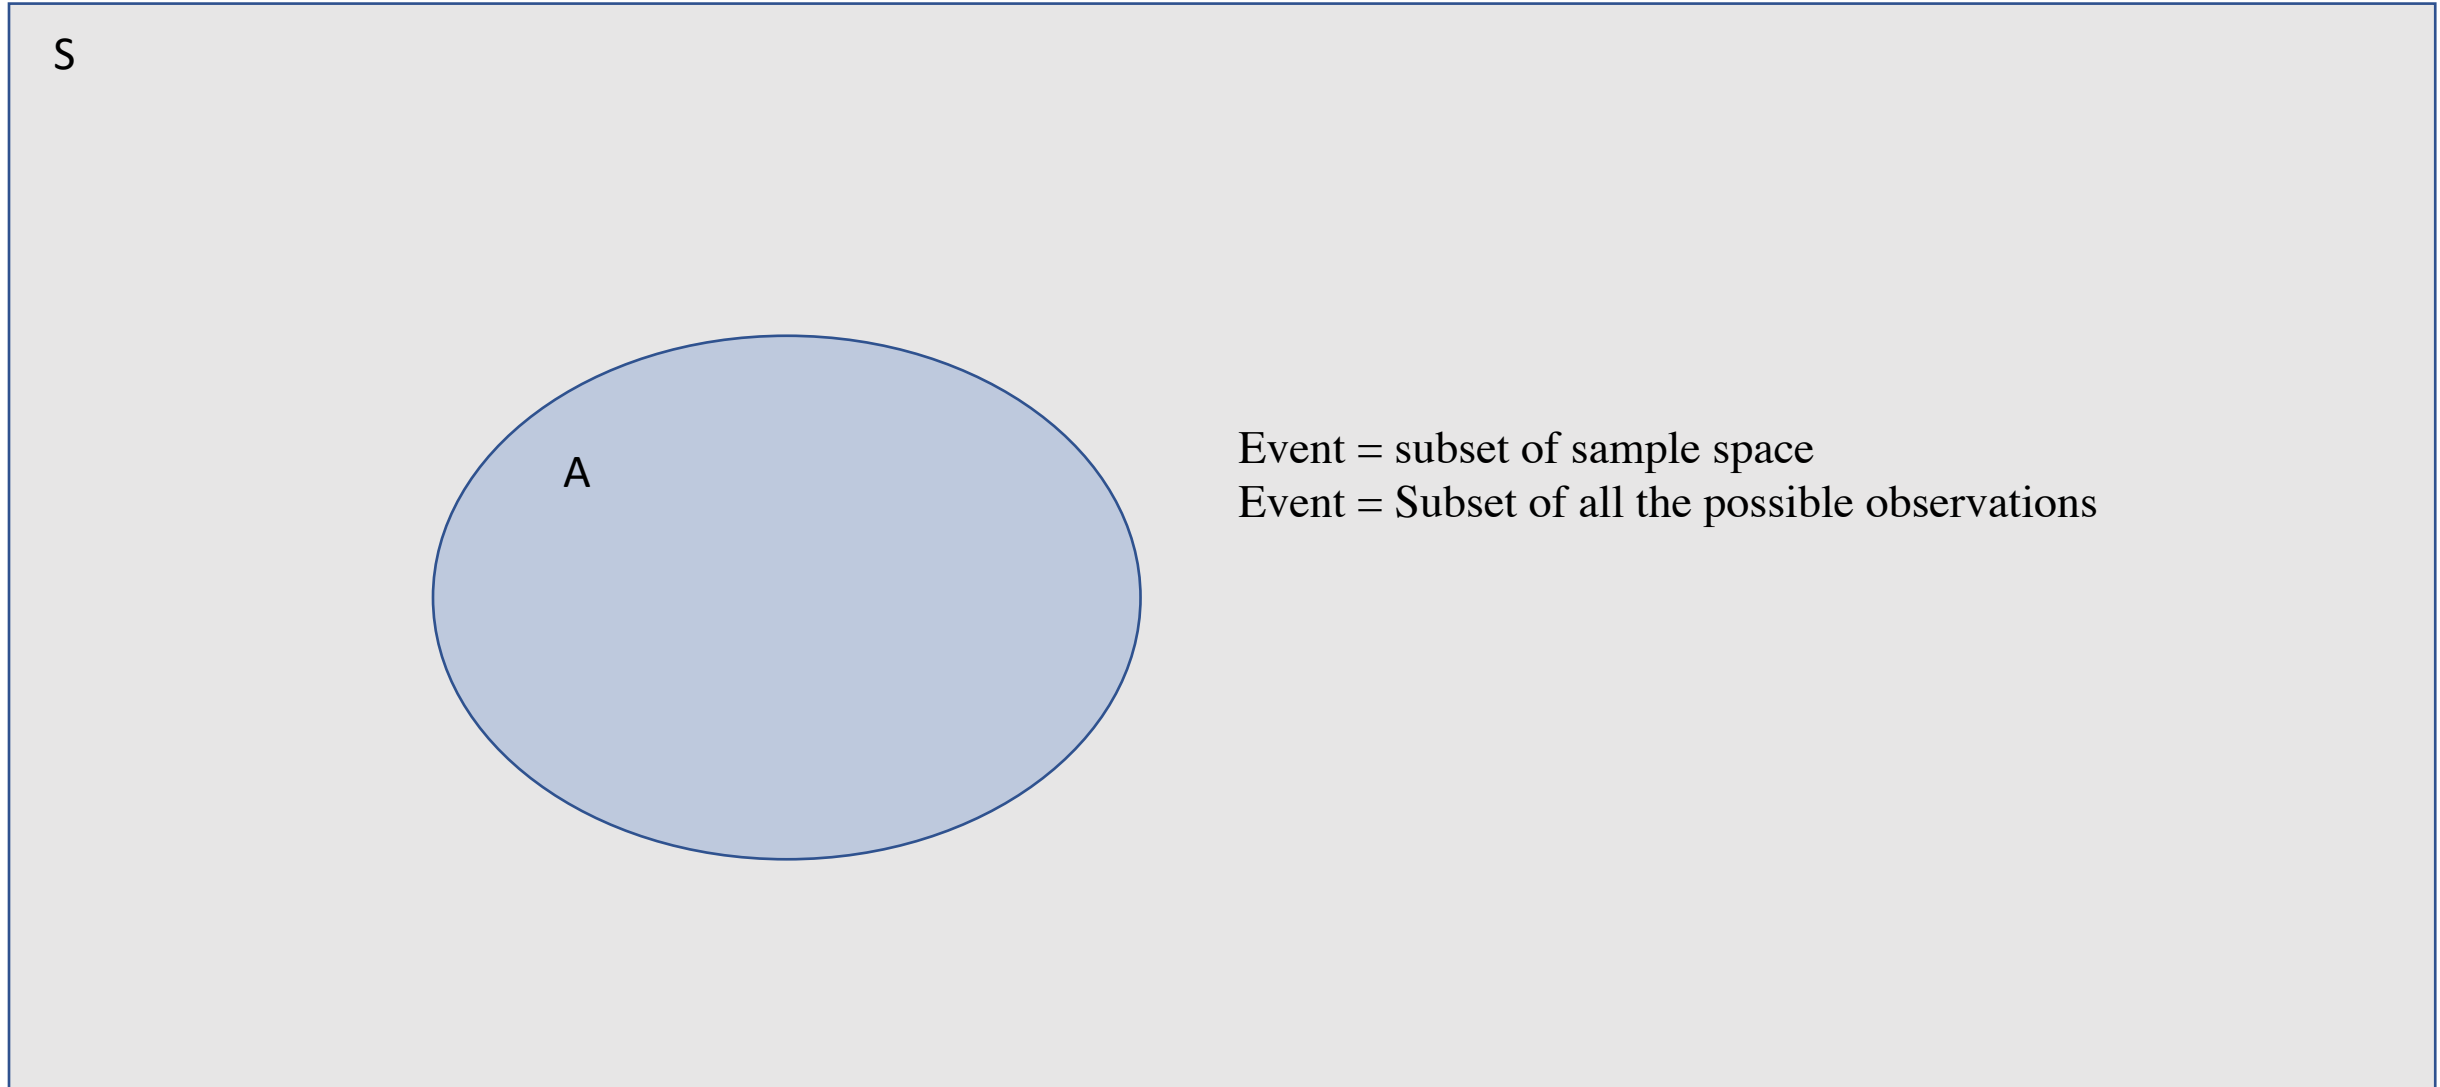 S
Event = subset of sample space
A
Event = Subset of all the possible observations